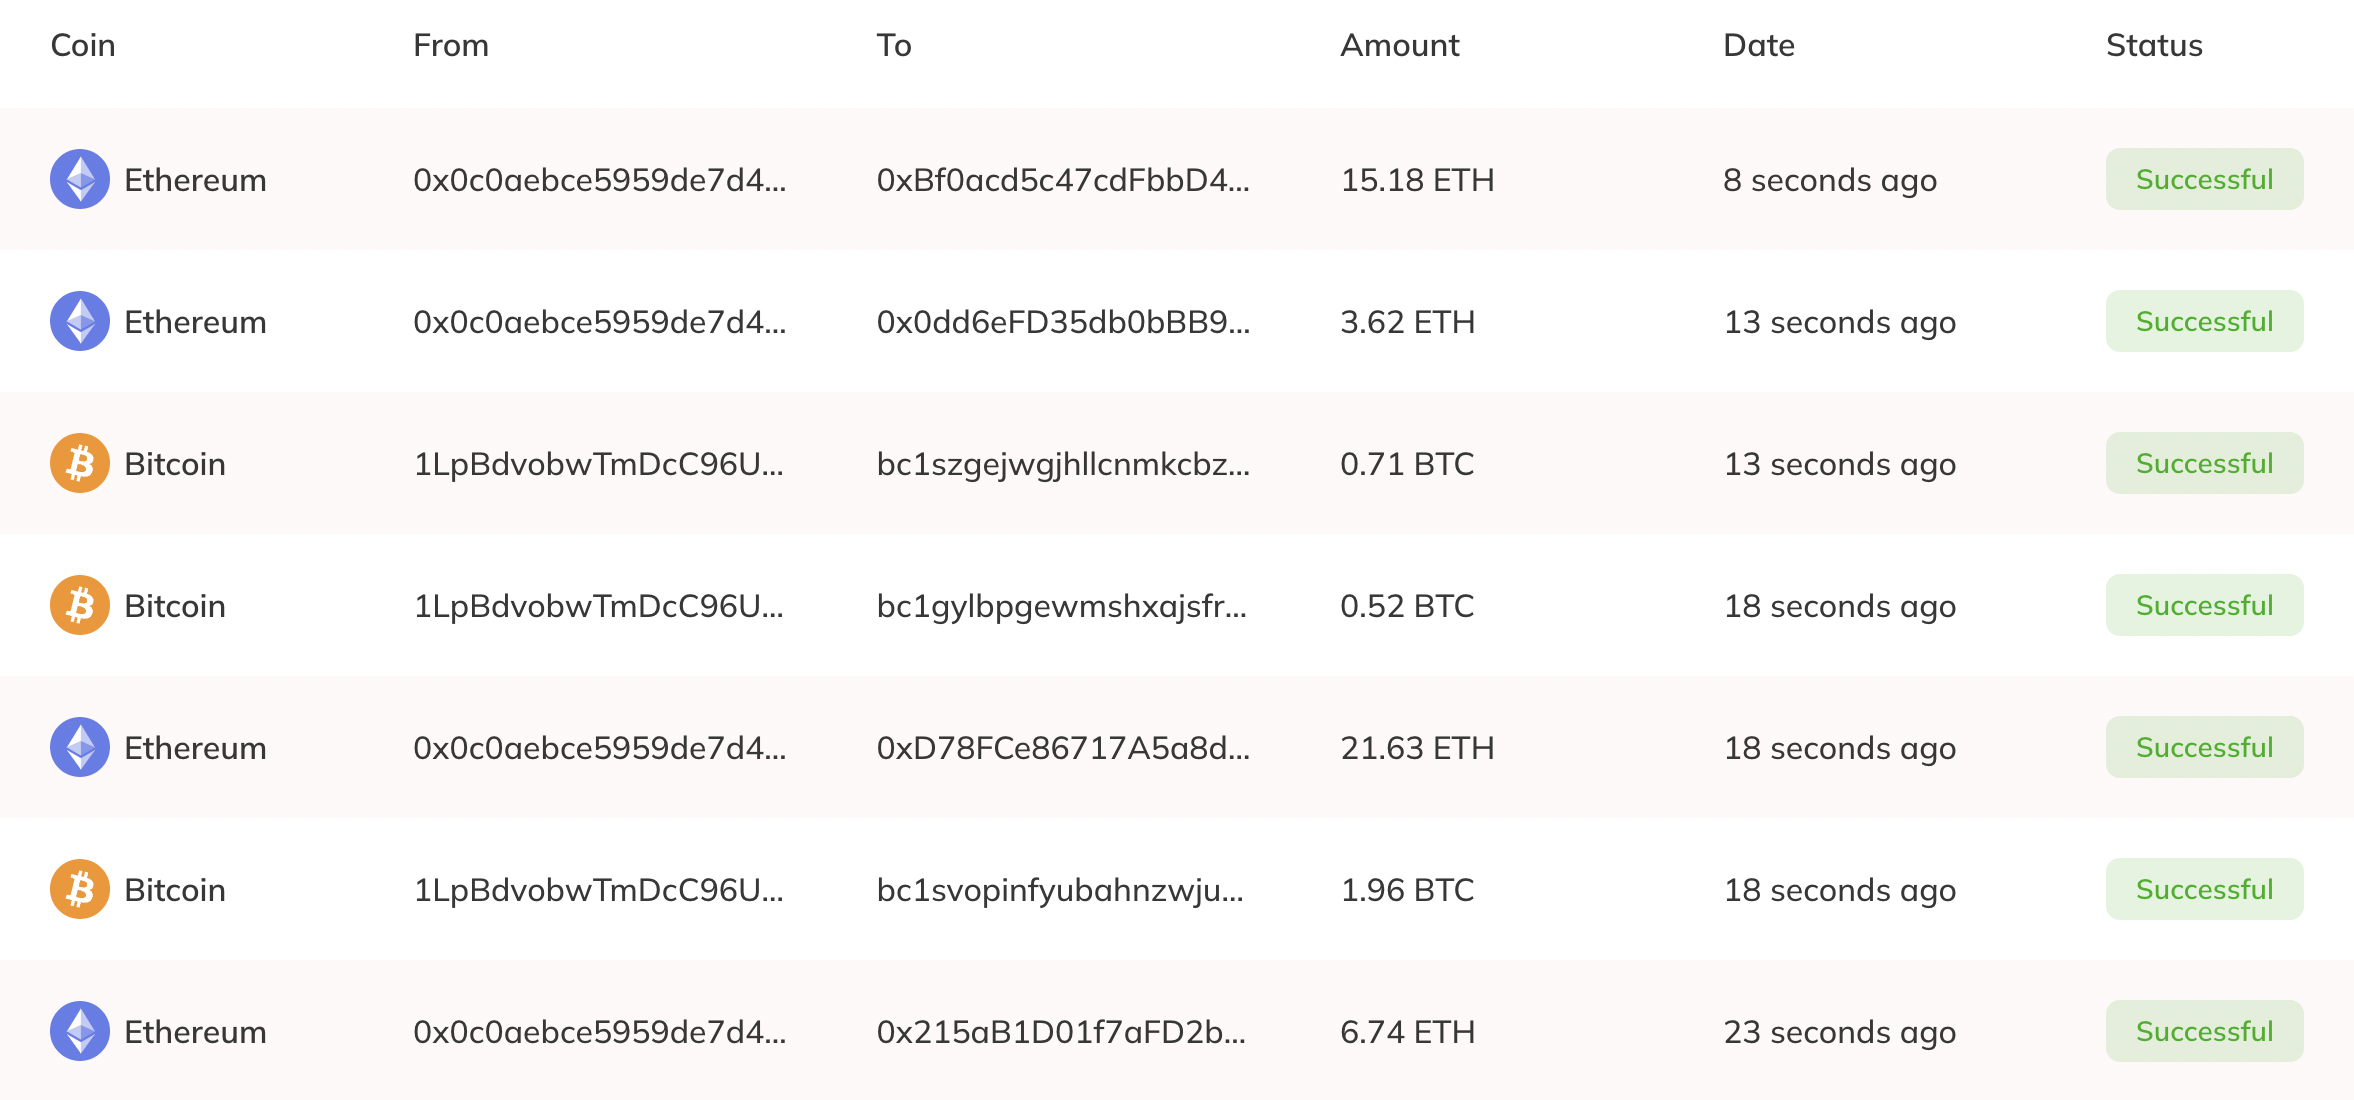 Coin From To Amount Date Status
Ethereum 0x0c0aebce5959de7d4... 0xBf0acd5c47cdFbbD4... 15.18 ETH 8 seconds ago Successful
Ethereum 0x0c0aebce5959de7d4... 0x0dd6eFD35db0bBB9... 3.62 ETH 13 seconds ago Successful
Bitcoin 1LpBdvobwTmDcC96U... bc1szgejwgjhllcnmkcbz... 0.71 BTC 13 seconds ago Successful
Bitcoin 1LpBdvobwTmDcC96U... bc1gylbpgewmshxajsfr... 0.52 BTC 18 seconds ago Successful
Ethereum 0x0c0aebce5959de7d4... 0xD78FCe86717A5a8d... 21.63 ETH 18 seconds ago Successful
Bitcoin 1LpBdvobwTmDcC96U... bc1svopinfyubahnzwju... 1.96 BTC 18 seconds ago Successful
Ethereum 0x0c0aebce5959de7d4... 0x215aB1D01f7aFD2b... 6.74 ETH 23 seconds ago Successful